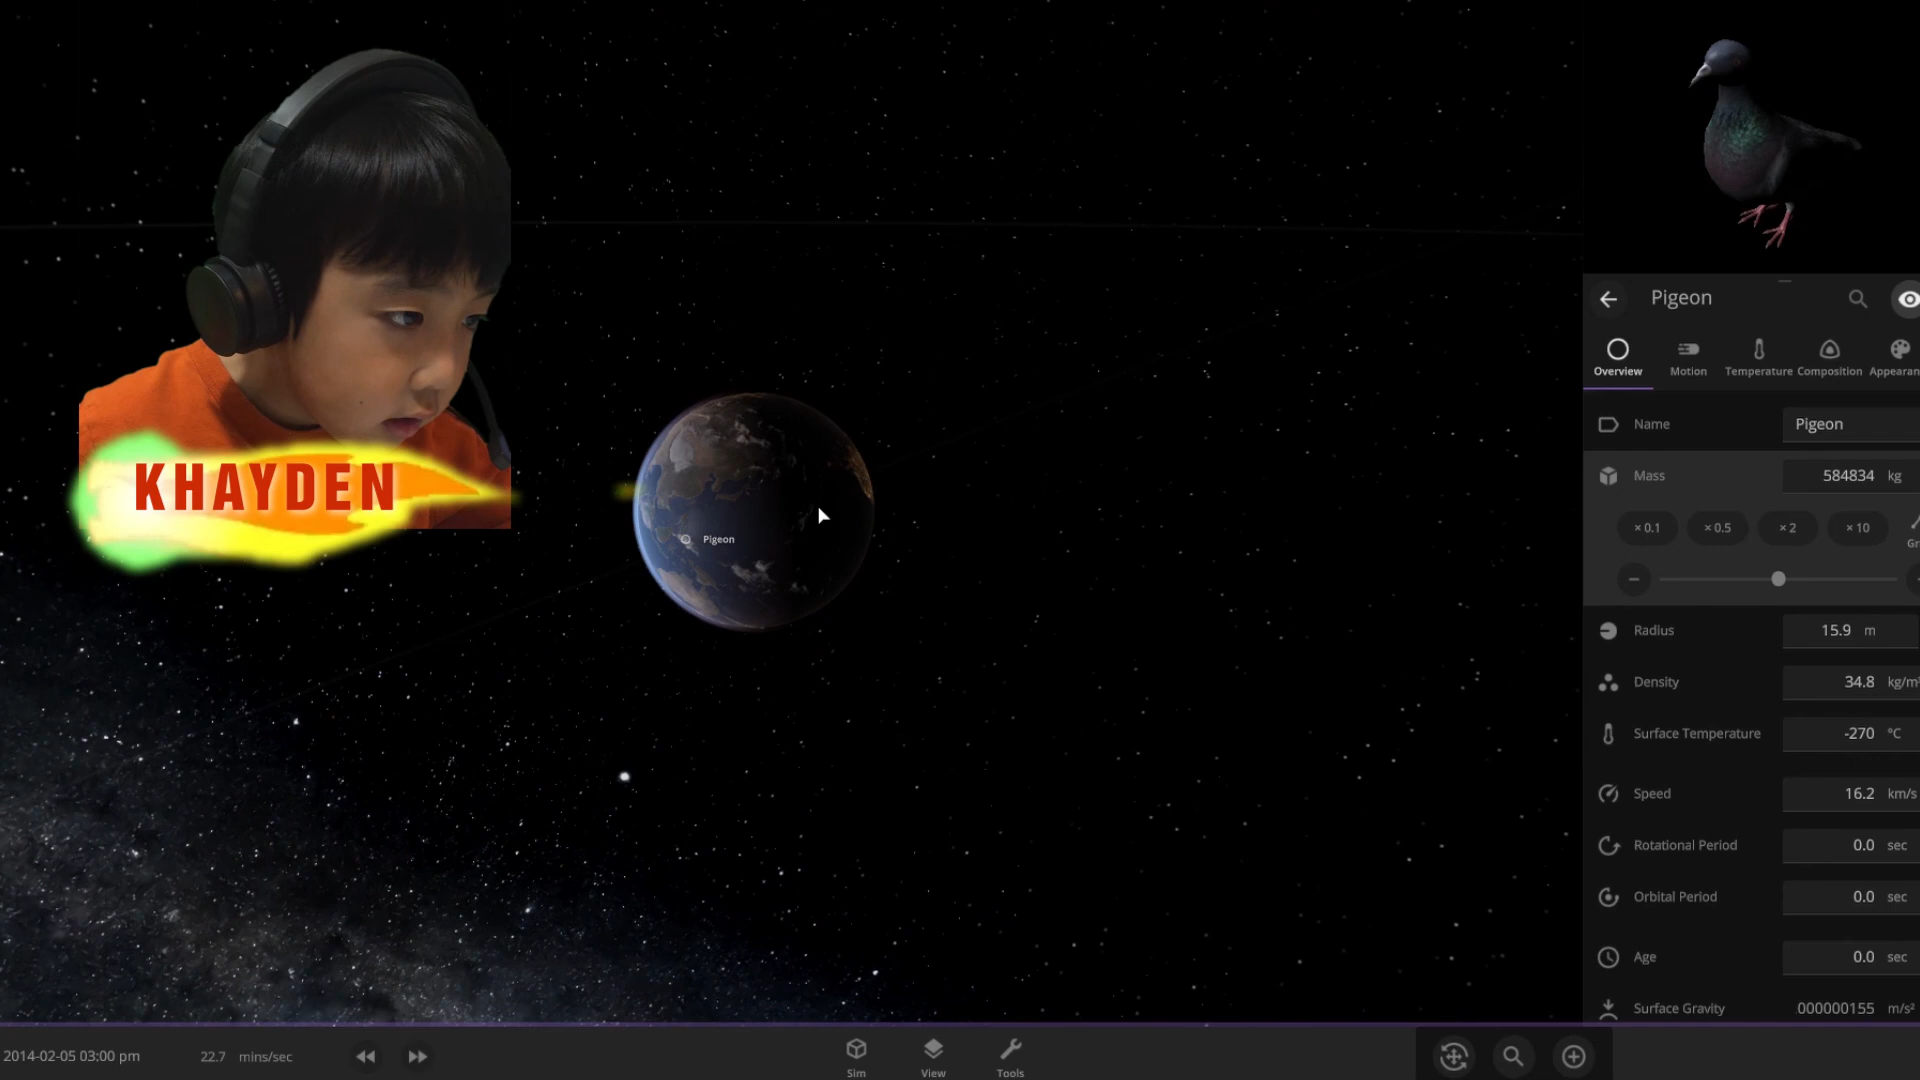 KHAYDEN
Pigeon
Pigeon
Overview
Motion
Temperature
Composition
Appearan
Name
Pigeon
Mass
584834 kg
× 0.1
× 0.5
× 2
× 10
Gr
Radius
15.9 m
Density
34.8 kg/m³
Surface Temperature
-270 °C
Speed
16.2 km/s
Rotational Period
0.0 sec
Orbital Period
0.0 sec
Age
0.0 sec
Surface Gravity
000000155 m/s²
2014-02-05 03:00 pm
22.7 mins/sec
Sim
View
Tools